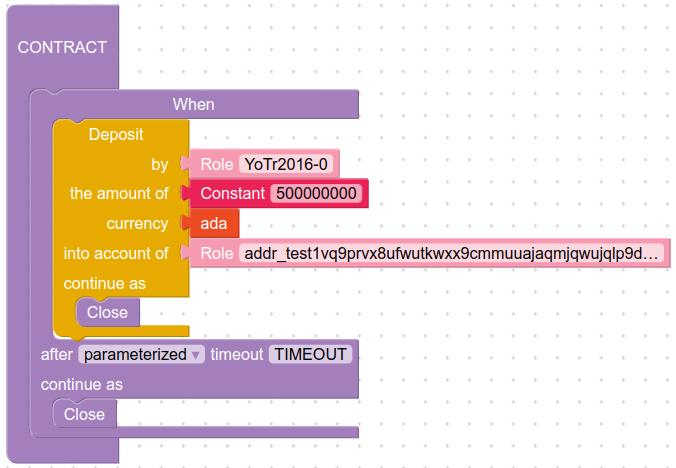 CONTRACT
When
Deposit
by Role YoTr2016-0
the amount of Constant 500000000
currency ada
into account of Role addr_test1vq9prvx8ufwutkwxx9cmmuuajaqmjqwujqlp9d...
continue as
Close
after parameterized timeout TIMEOUT
continue as
Close